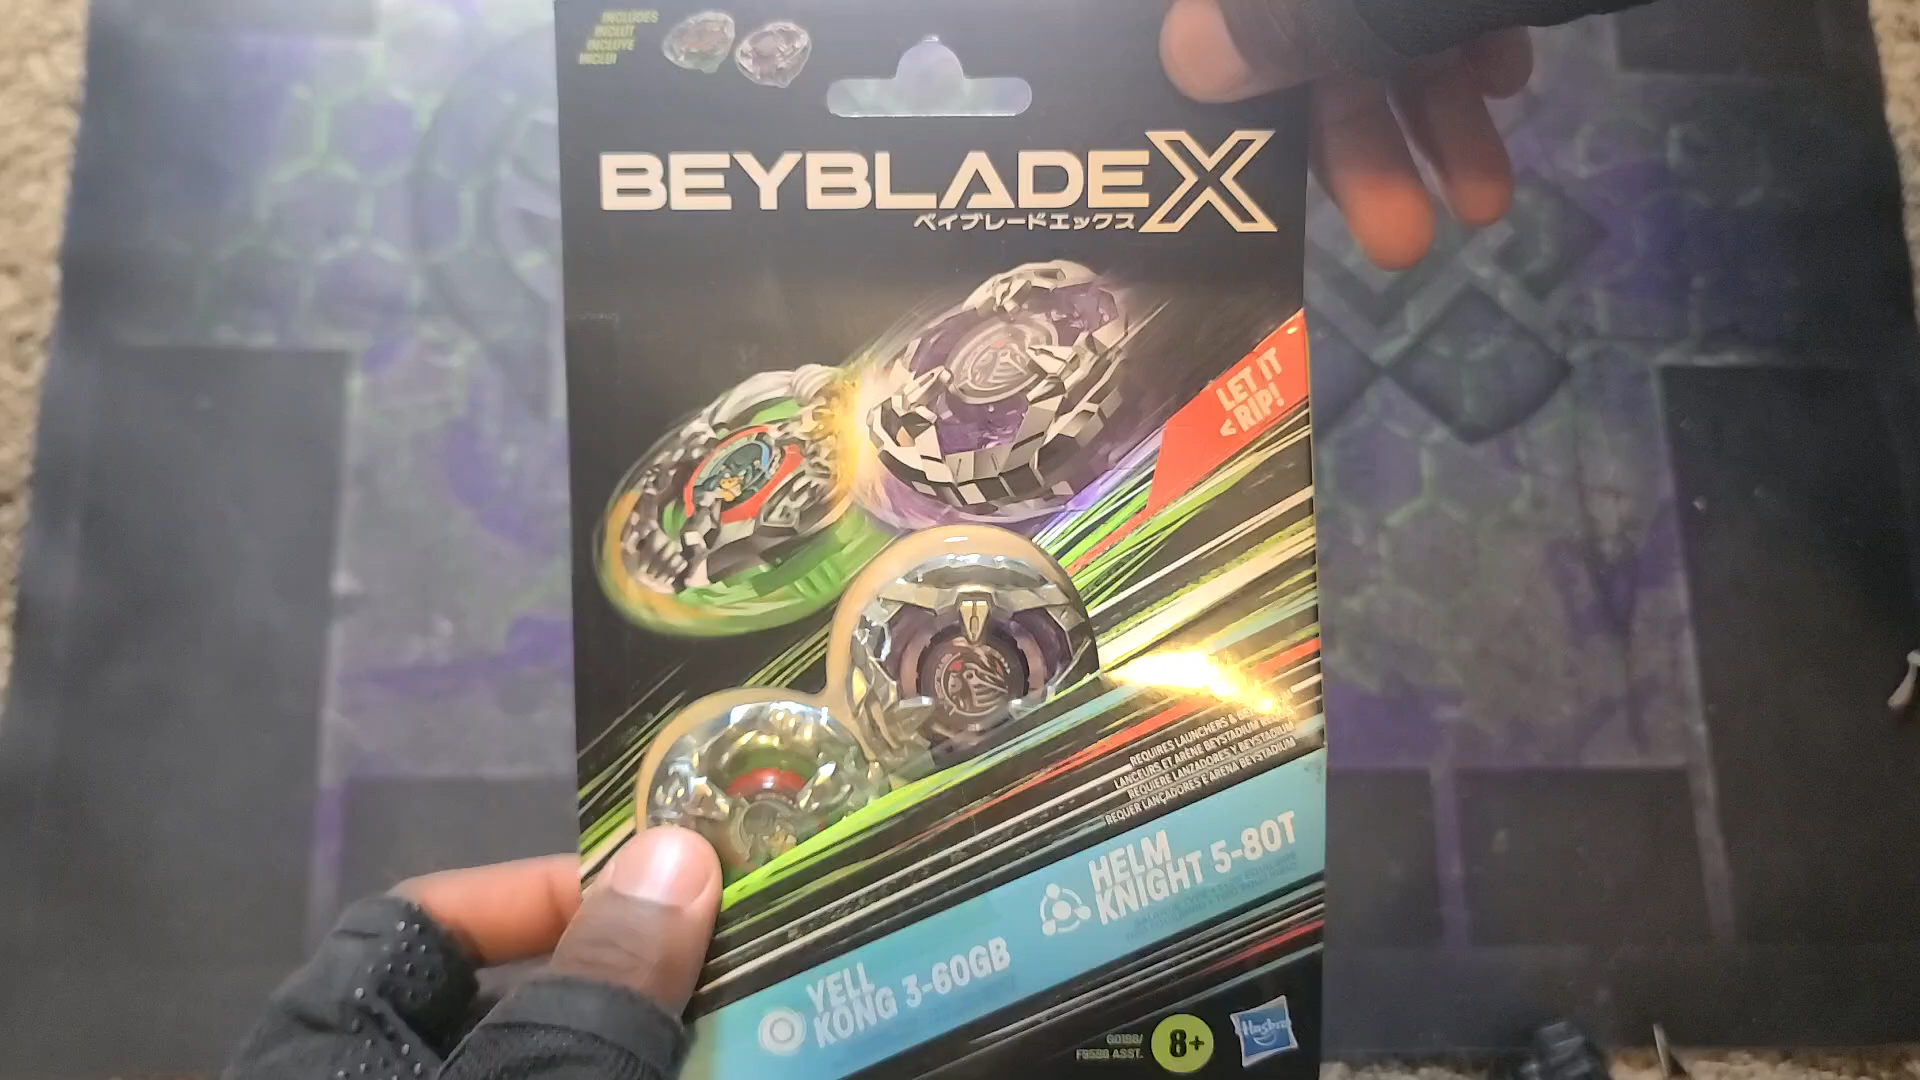 INCLUDES
INCLUT
INCLUYE
INCLUI
BEYBLADE X
ベイブレードエックス
LET IT
< RIP!
REQUIRES LAUNCHERS &
LANCEURS ET ARÈNE BEYSTADIUM
REQUIERE LANZADORES Y BEYSTADIUM
REQUER LANÇADORES E ARENA BEYSTADIUM
HELM
KNIGHT 5-80T
YELL
KONG 3-60GB
G0198/
F9580 ASST.
8+
Hasbro